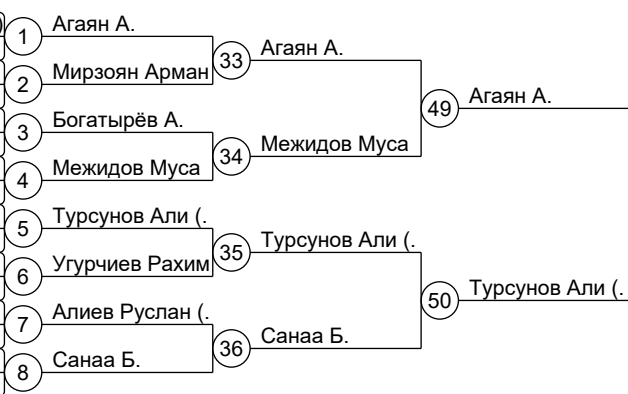 1 Агаян А.
2 Мирзоян Арман
33 Агаян А.
3 Богатырёв А.
4 Межидов Муса
34 Межидов Муса
49 Агаян А.
5 Турсунов Али (.
6 Угурчиев Рахим
35 Турсунов Али (.
7 Алиев Руслан (.
8 Санаа Б.
36 Санаа Б.
50 Турсунов Али (.